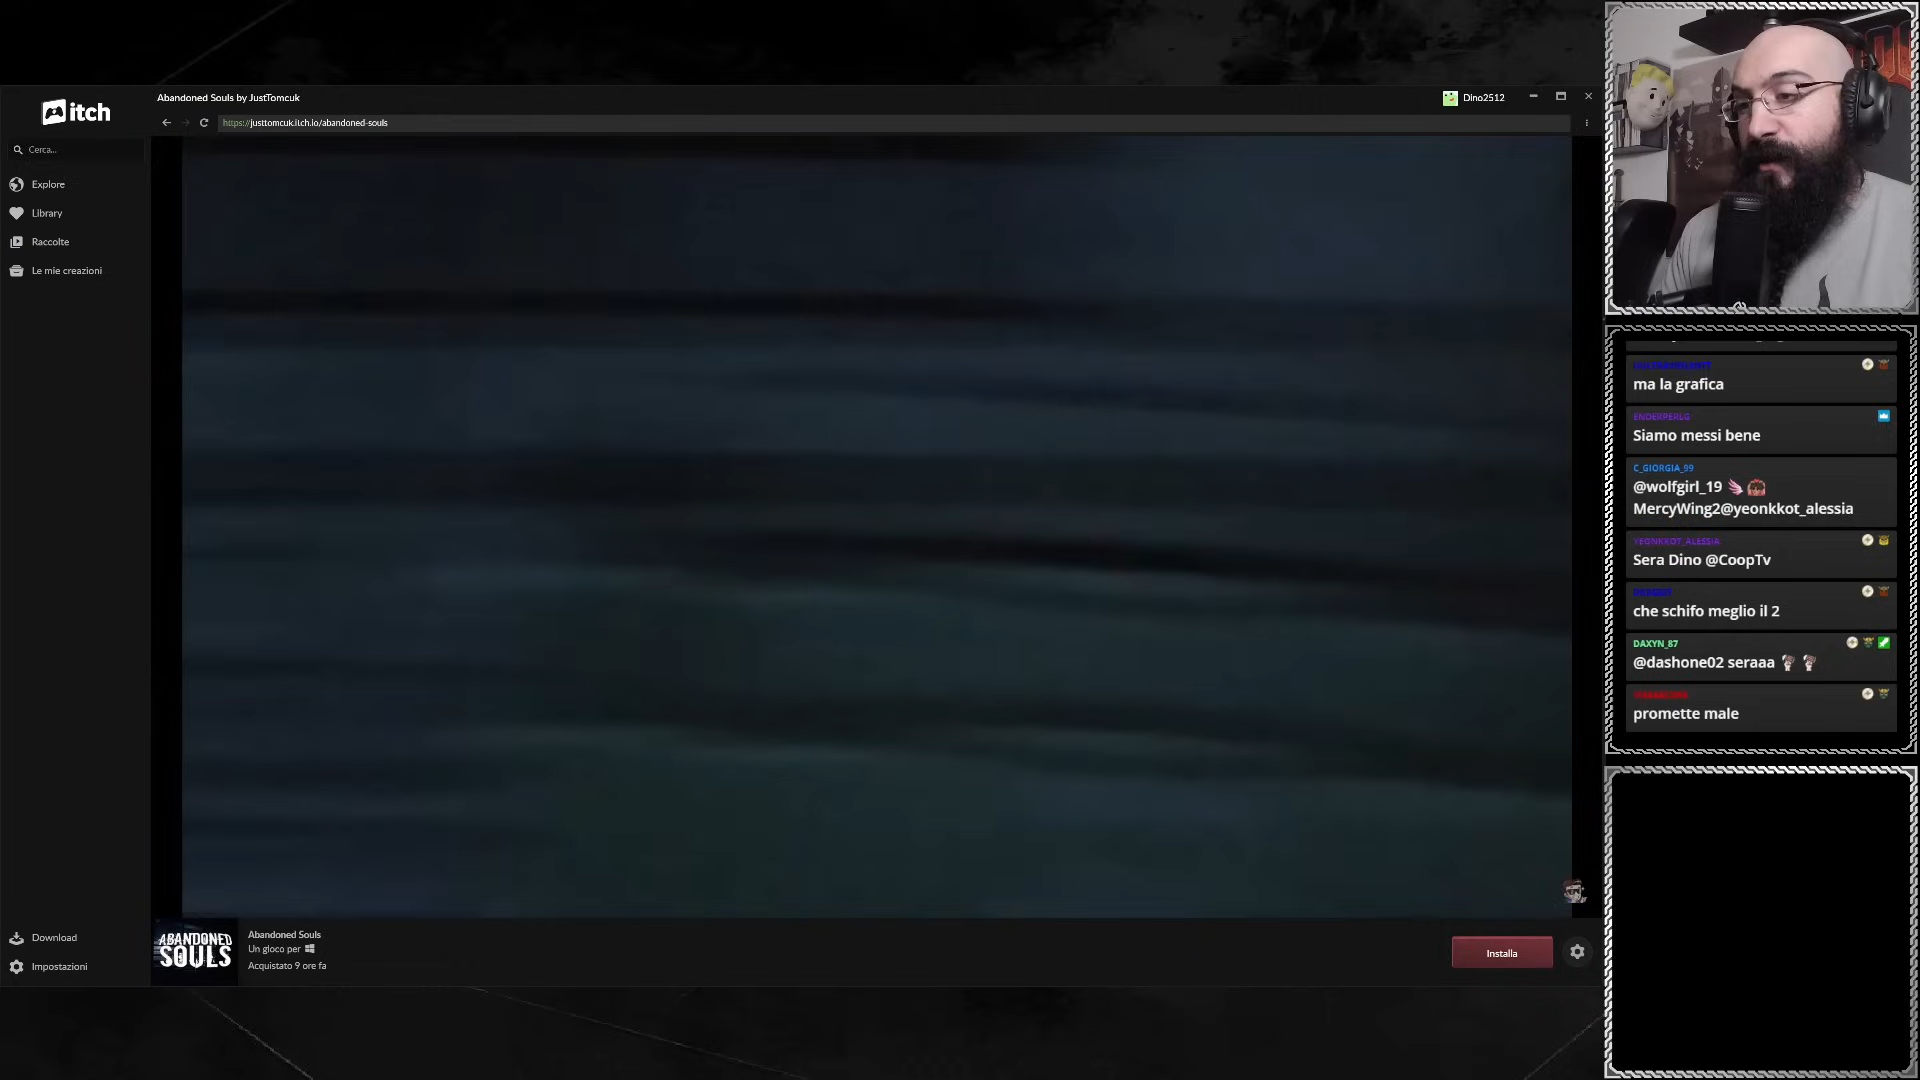 Abandoned Souls by JustTomcuk
Dino2512
itch
https://justtomcuk.itch.io/abandoned-souls
Cerca...
Explore
Library
Raccolte
Le mie creazioni
ma la grafica
ENDERPERLG
Siamo messi bene
C_GIORGIA_99
@wolfgirl_19
MercyWing2@yeonkkot_alessia
YEONKKOT_ALESSIA
Sera Dino @CoopTv
che schifo meglio il 2
DAXYN_87
@dashone02 seraaa
promette male
Download
Impostazioni
ABANDONED
SOULS
Abandoned Souls
Un gioco per
Acquistato 9 ore fa
Installa